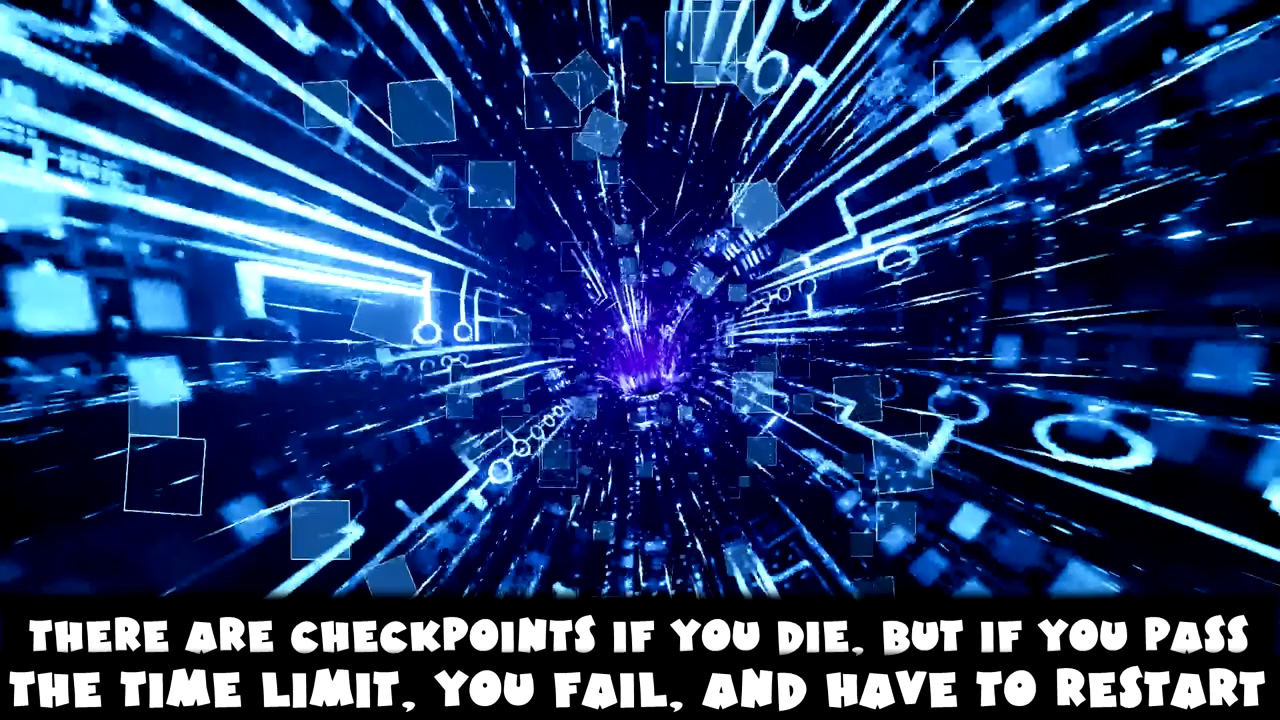 THERE ARE CHECKPOINTS IF YOU DIE, BUT IF YOU PASS
THE TIME LIMIT, YOU FAIL, AND HAVE TO RESTART